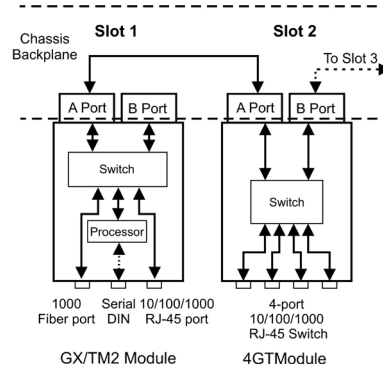 Slot 1
Slot 2
Chassis
Backplane
To Slot 3
A Port
B Port
A Port
B Port
Switch
Processor
Switch
1000
Fiber port
Serial
DIN
10/100/1000
RJ-45 port
4-port
10/100/1000
RJ-45 Switch
GX/TM2 Module
4GTModule